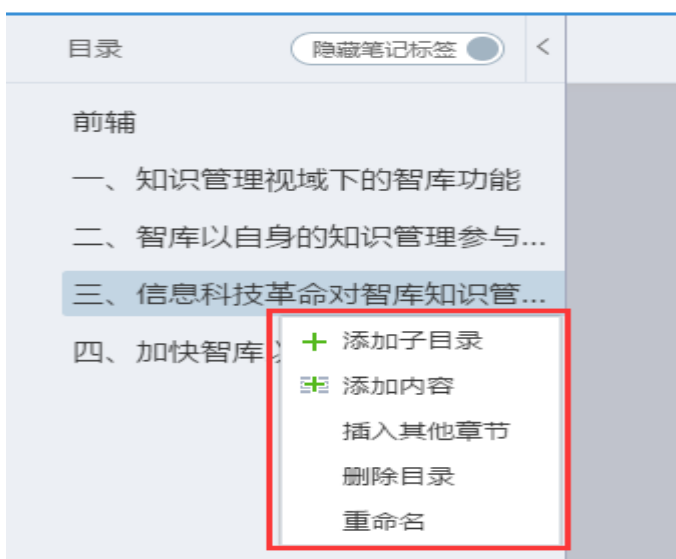 目录
隐藏笔记标签
<
前辅
一、知识管理视域下的智库功能
二、智库以自身的知识管理参与...
三、信息科技革命对智库知识管...
四、加快智库
添加子目录
添加内容
插入其他章节
删除目录
重命名